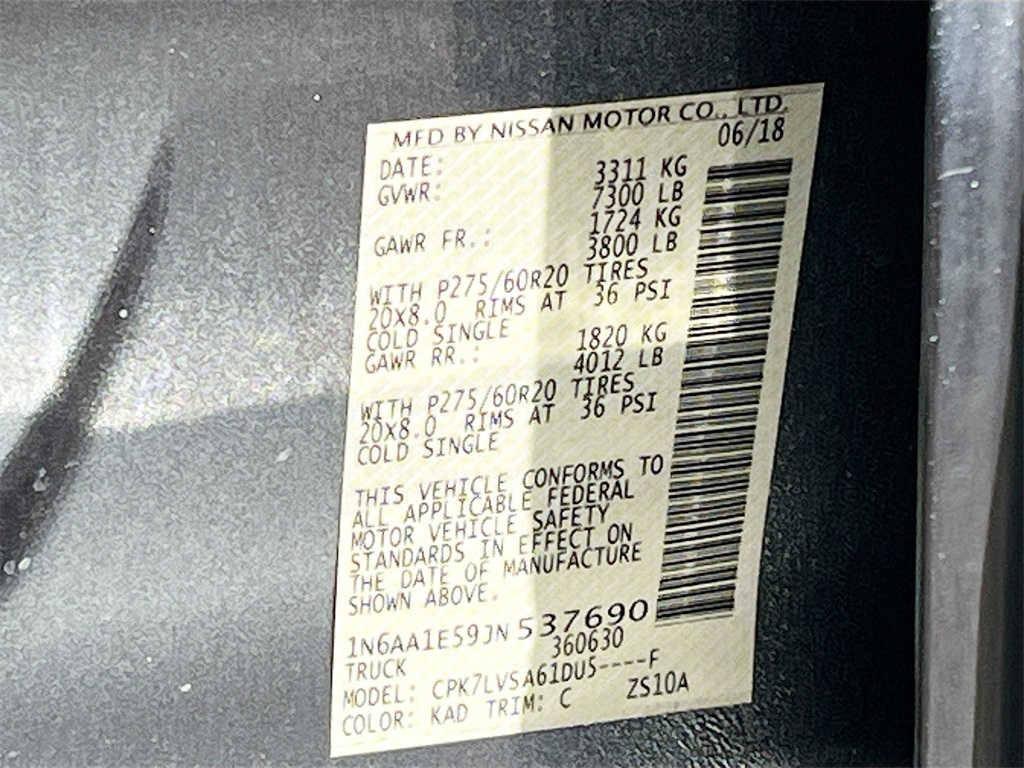 MFD BY NISSAN MOTOR CO., LTD.
DATE: 06/18
GVWR: 3311 KG
7300 LB
GAWR FR.: 1724 KG
3800 LB
WITH P275/60R20 TIRES
20X8.0 RIMS AT 36 PSI
COLD SINGLE
GAWR RR.: 1820 KG
4012 LB
WITH P275/60R20 TIRES
20X8.0 RIMS AT 36 PSI
COLD SINGLE
THIS VEHICLE CONFORMS TO
ALL APPLICABLE FEDERAL
MOTOR VEHICLE SAFETY
STANDARDS IN EFFECT ON
THE DATE OF MANUFACTURE
SHOWN ABOVE.
1N6AA1E59JN537690
TRUCK 360630
MODEL: CPK7LVSA61DU5----F
COLOR: KAD TRIM: C ZS10A